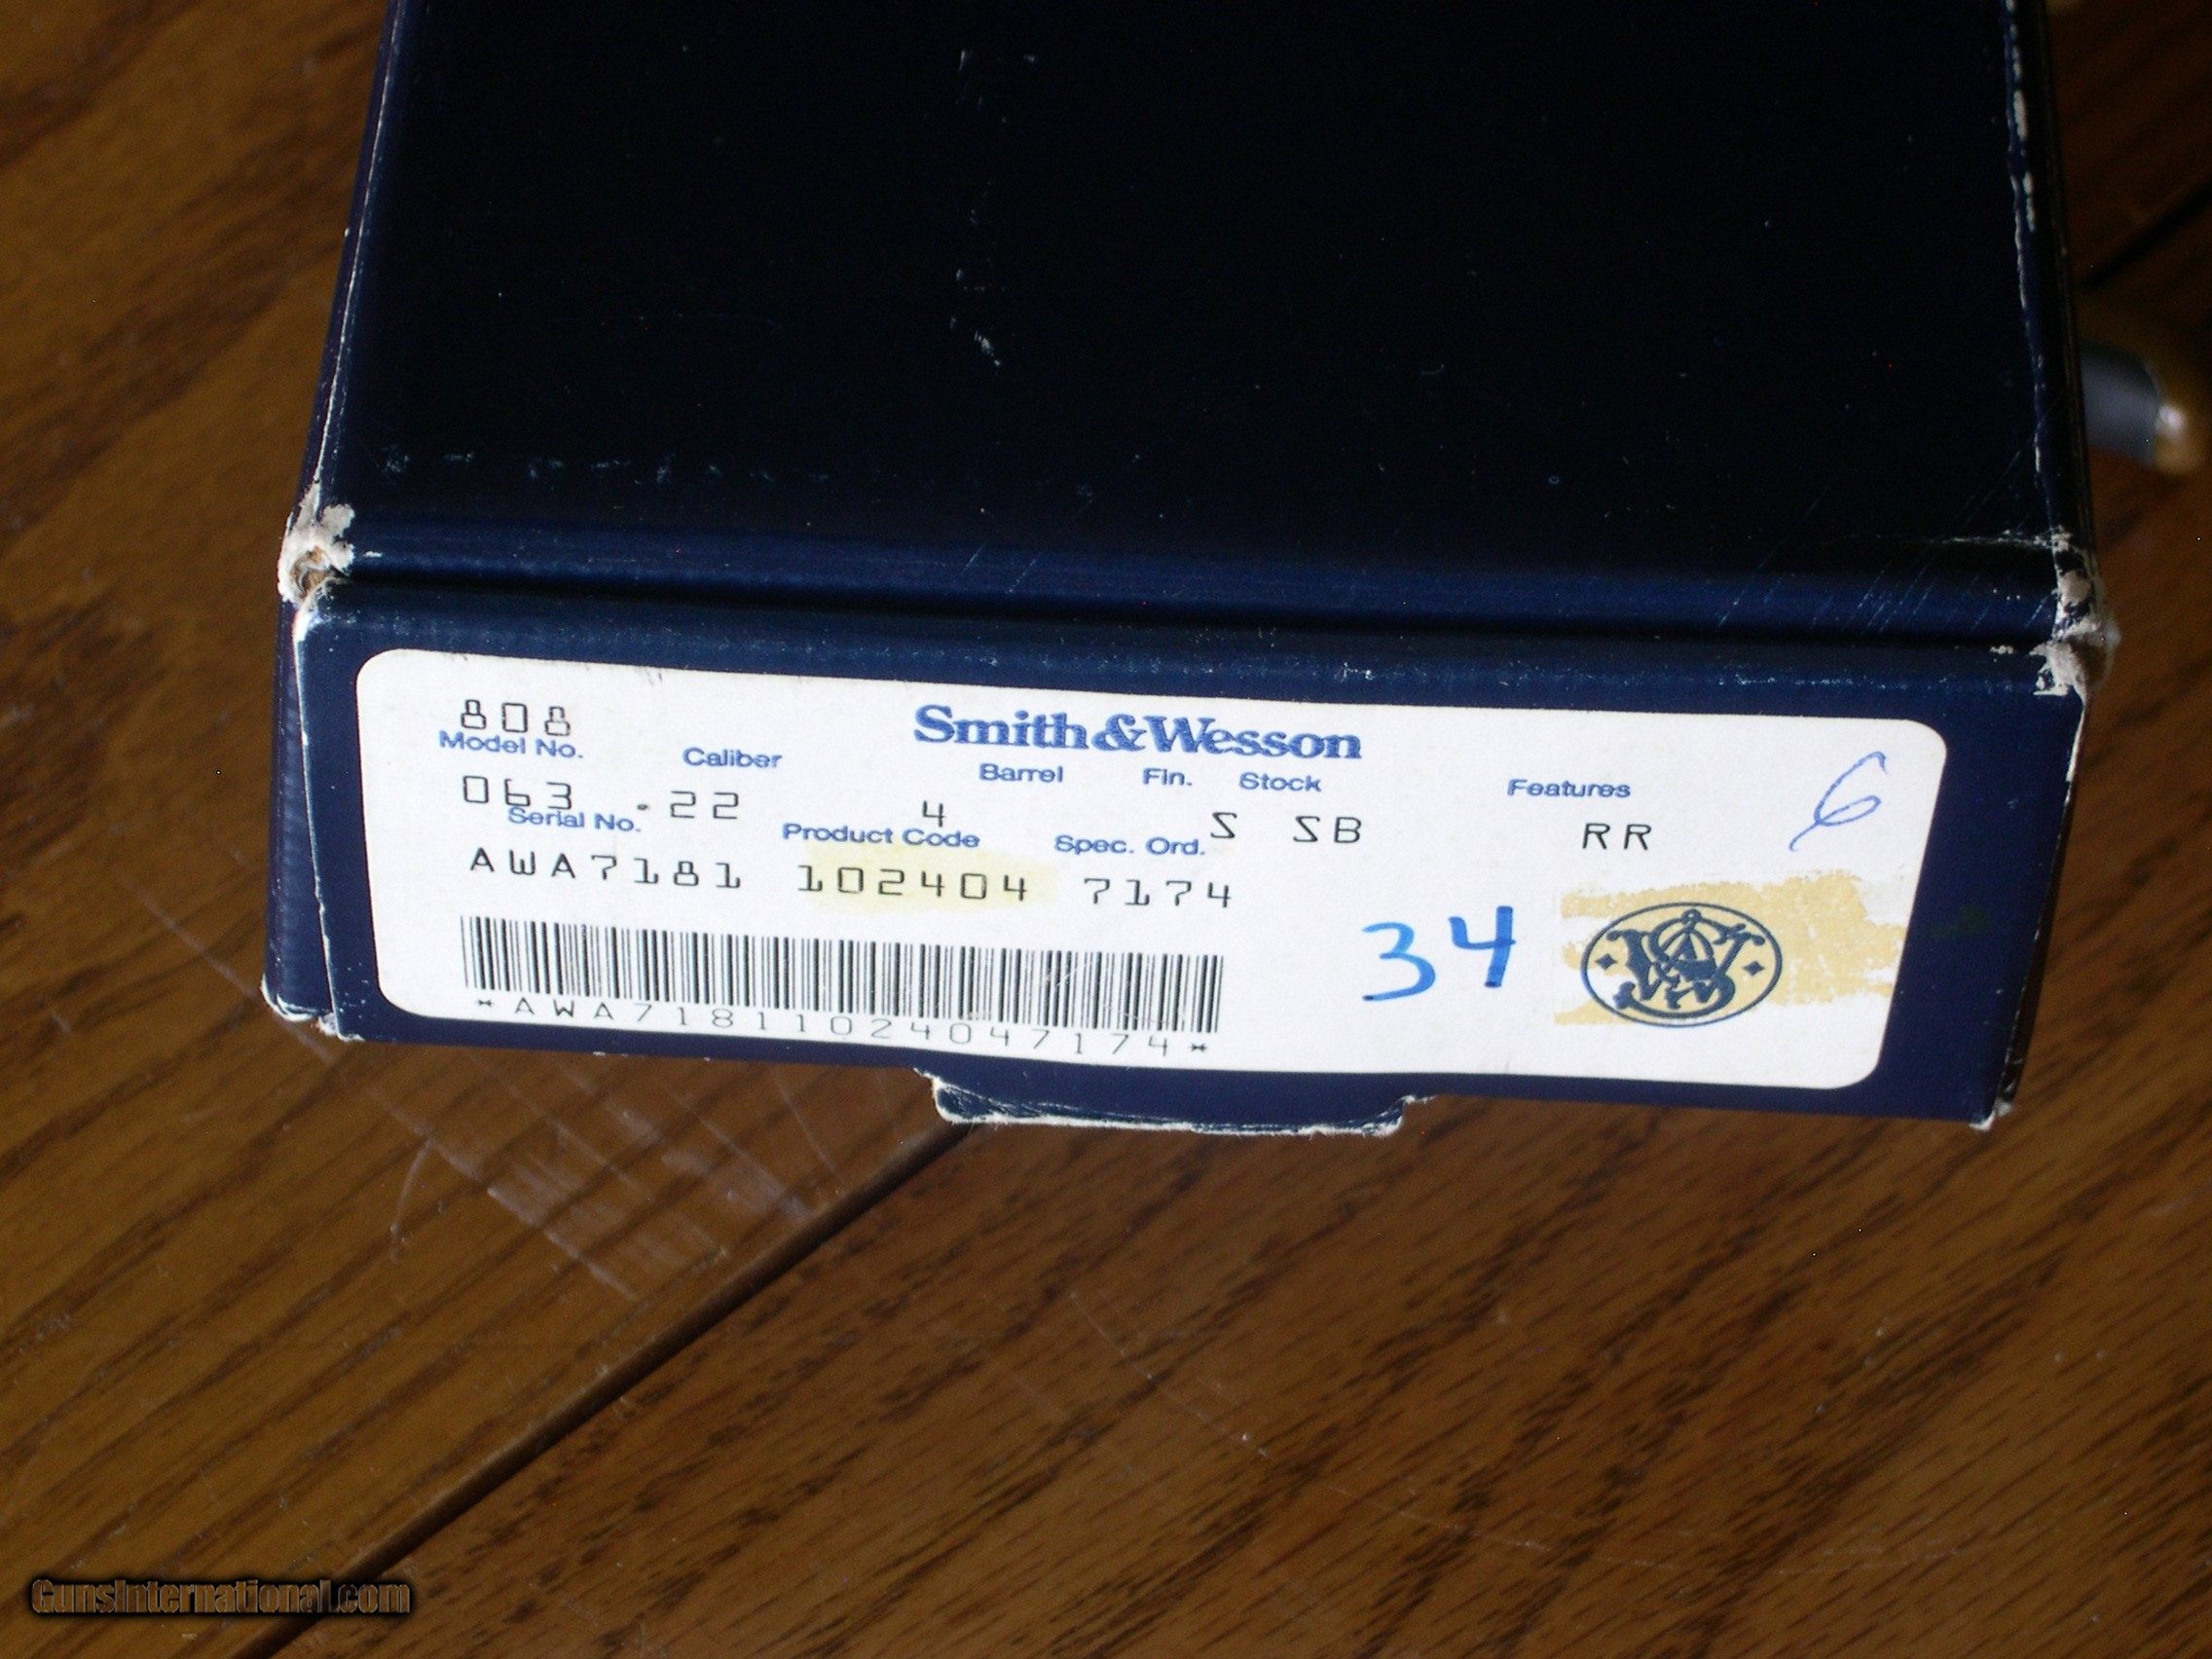 808
Smith & Wesson
Model No. Caliber Barrel Fin. Stock Features
063 .22 4 S SB RR 6
Serial No. Product Code Spec. Ord.
AWA7181 102404 7174
34
*AWA71811024047174*
GunsInternational.com